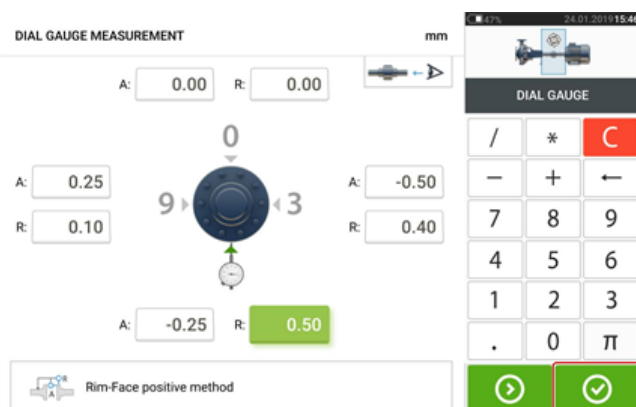 DIAL GAUGE MEASUREMENT mm
47% 24.01.2019 15:46
A: 0.00 R: 0.00
DIAL GAUGE
0
A: 0.25 A: -0.50
9 3
R: 0.10 R: 0.40
A: -0.25 R: 0.50
R
A
Rim-Face positive method
/ * C
− + ←
7 8 9
4 5 6
1 2 3
. 0 π